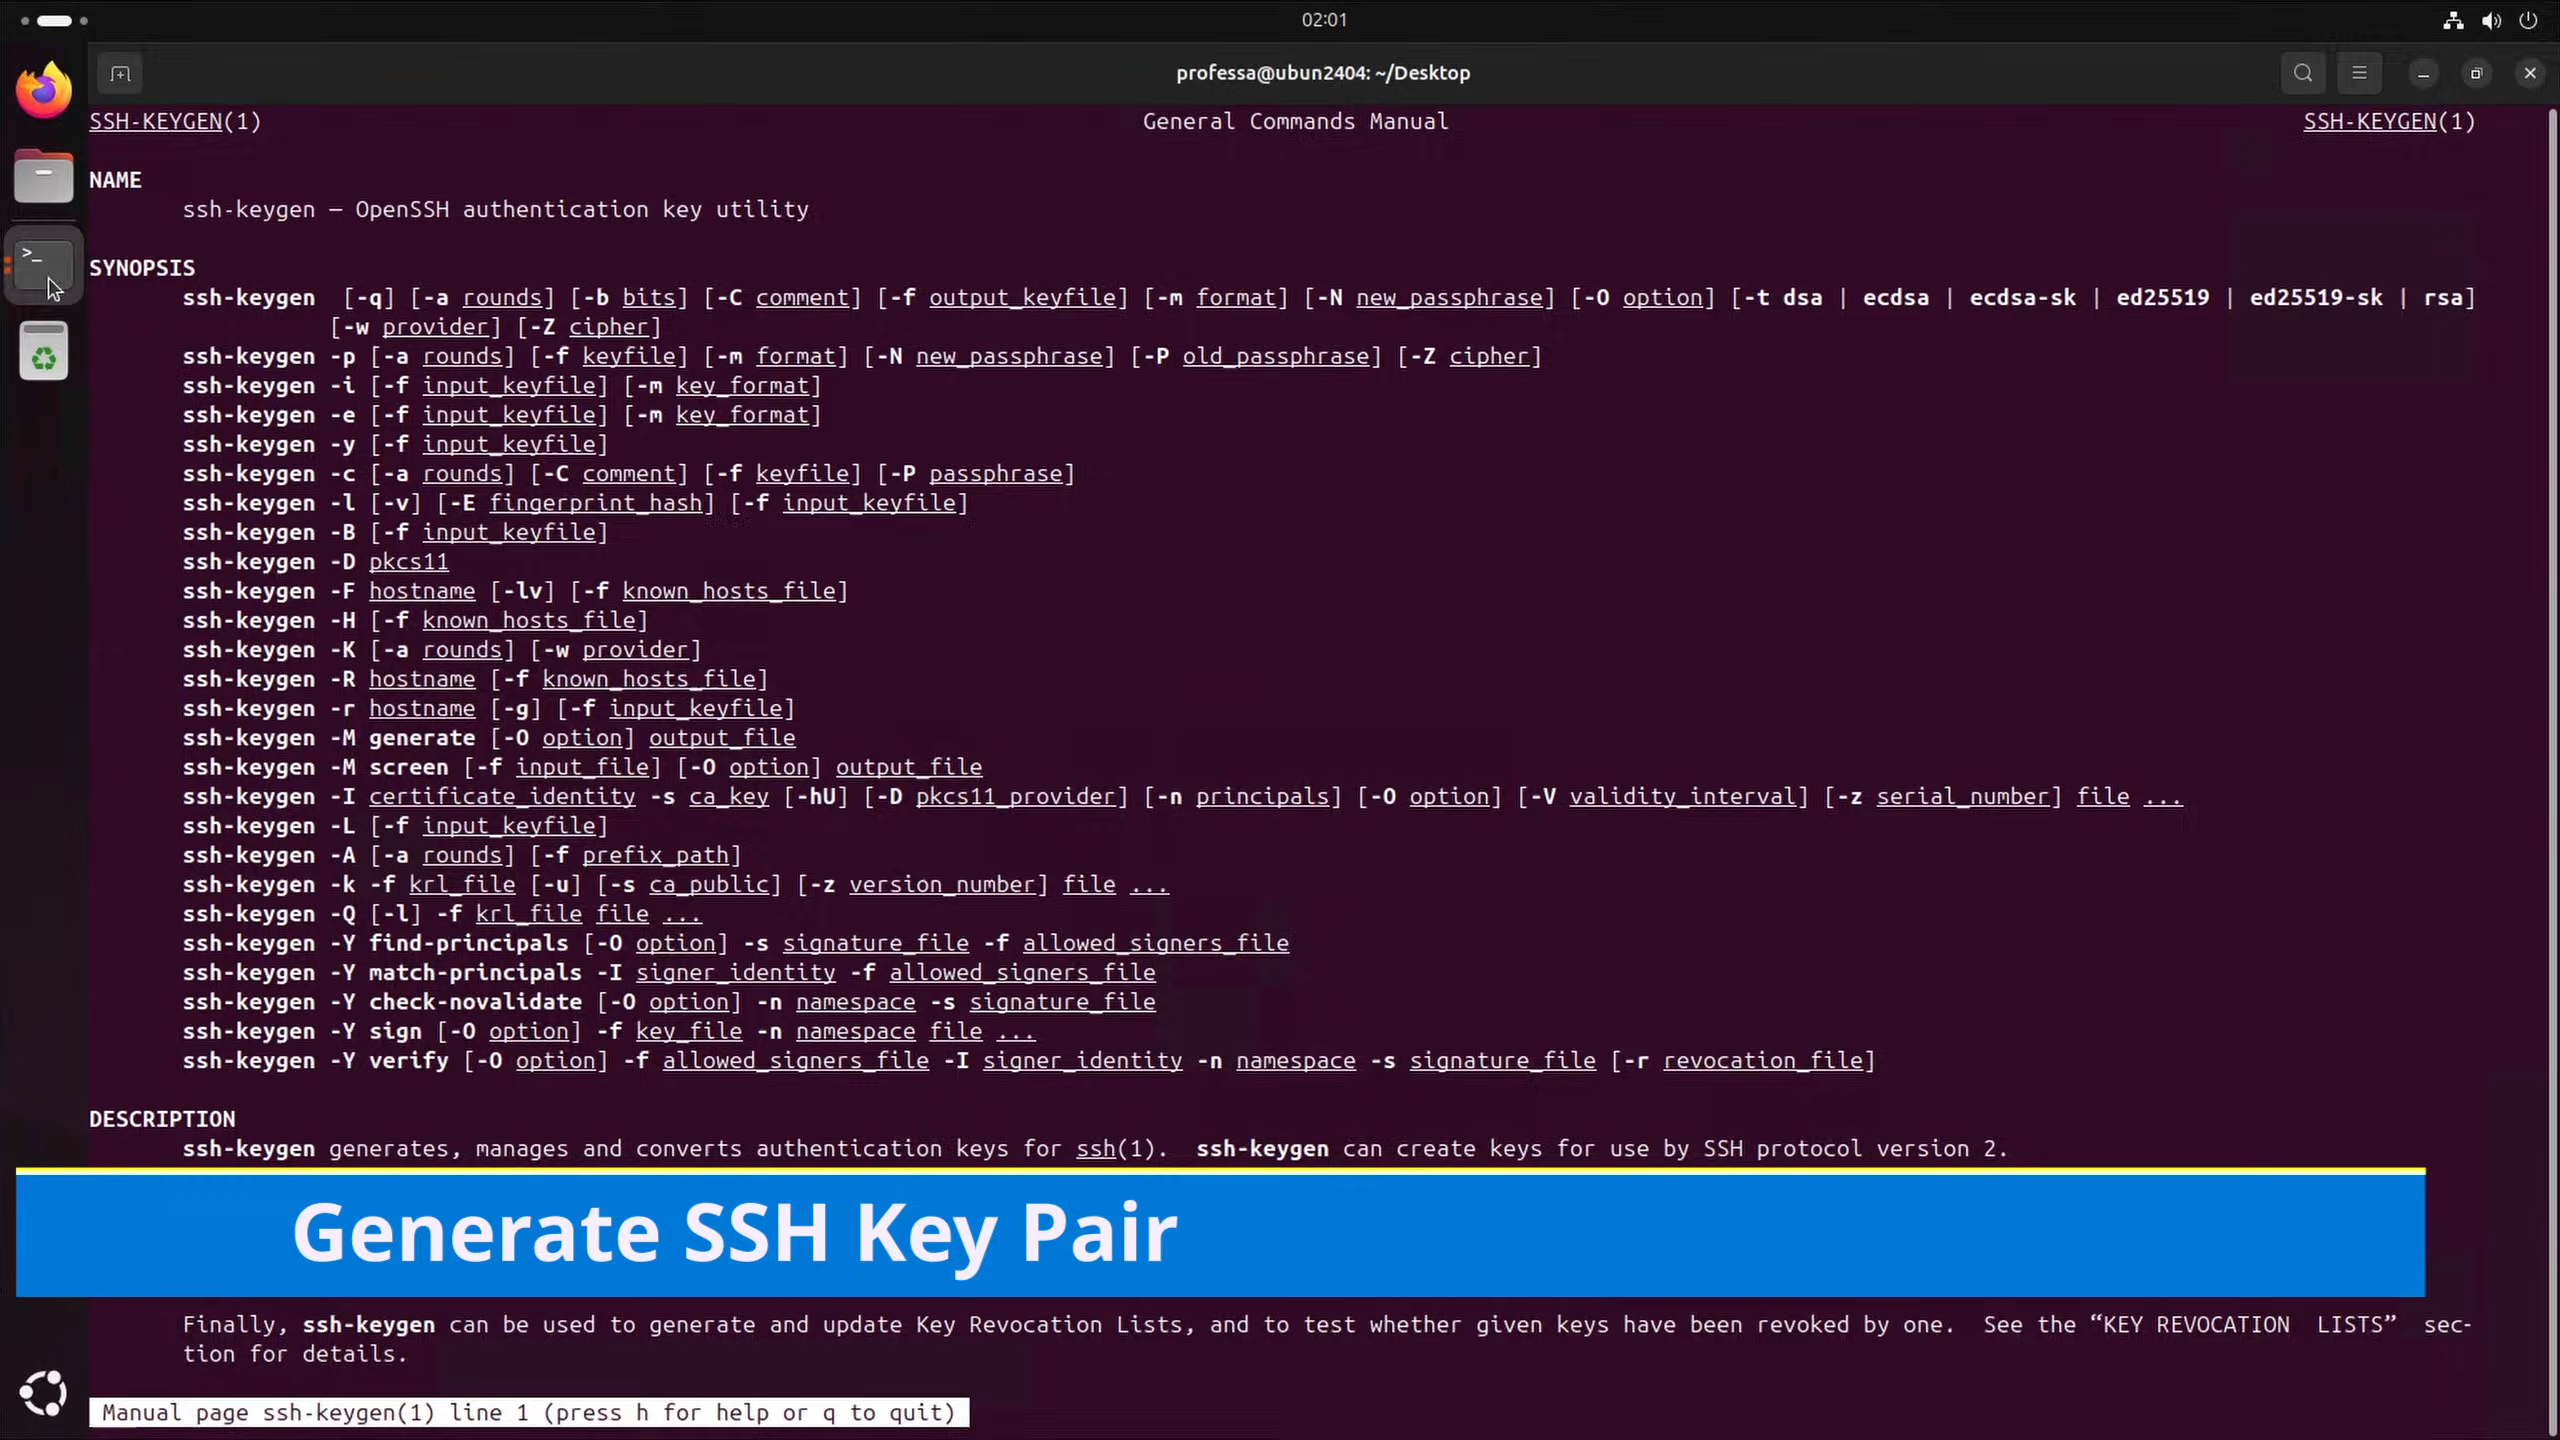 02:01
professa@ubun2404: ~/Desktop
SSH-KEYGEN(1) General Commands Manual SSH-KEYGEN(1)
NAME
ssh-keygen — OpenSSH authentication key utility
SYNOPSIS
ssh-keygen [-q] [-a rounds] [-b bits] [-C comment] [-f output_keyfile] [-m format] [-N new_passphrase] [-O option] [-t dsa | ecdsa | ecdsa-sk | ed25519 | ed25519-sk | rsa]
[-w provider] [-Z cipher]
ssh-keygen -p [-a rounds] [-f keyfile] [-m format] [-N new_passphrase] [-P old_passphrase] [-Z cipher]
ssh-keygen -i [-f input_keyfile] [-m key_format]
ssh-keygen -e [-f input_keyfile] [-m key_format]
ssh-keygen -y [-f input_keyfile]
ssh-keygen -c [-a rounds] [-C comment] [-f keyfile] [-P passphrase]
ssh-keygen -l [-v] [-E fingerprint_hash] [-f input_keyfile]
ssh-keygen -B [-f input_keyfile]
ssh-keygen -D pkcs11
ssh-keygen -F hostname [-lv] [-f known_hosts_file]
ssh-keygen -H [-f known_hosts_file]
ssh-keygen -K [-a rounds] [-w provider]
ssh-keygen -R hostname [-f known_hosts_file]
ssh-keygen -r hostname [-g] [-f input_keyfile]
ssh-keygen -M generate [-O option] output_file
ssh-keygen -M screen [-f input_file] [-O option] output_file
ssh-keygen -I certificate_identity -s ca_key [-hU] [-D pkcs11_provider] [-n principals] [-O option] [-V validity_interval] [-z serial_number] file ...
ssh-keygen -L [-f input_keyfile]
ssh-keygen -A [-a rounds] [-f prefix_path]
ssh-keygen -k -f krl_file [-u] [-s ca_public] [-z version_number] file ...
ssh-keygen -Q [-l] -f krl_file file ...
ssh-keygen -Y find-principals [-O option] -s signature_file -f allowed_signers_file
ssh-keygen -Y match-principals -I signer_identity -f allowed_signers_file
ssh-keygen -Y check-novalidate [-O option] -n namespace -s signature_file
ssh-keygen -Y sign [-O option] -f key_file -n namespace file ...
ssh-keygen -Y verify [-O option] -f allowed_signers_file -I signer_identity -n namespace -s signature_file [-r revocation_file]
DESCRIPTION
ssh-keygen generates, manages and converts authentication keys for ssh(1). ssh-keygen can create keys for use by SSH protocol version 2.
Generate SSH Key Pair
Finally, ssh-keygen can be used to generate and update Key Revocation Lists, and to test whether given keys have been revoked by one. See the “KEY REVOCATION LISTS” sec-
tion for details.
Manual page ssh-keygen(1) line 1 (press h for help or q to quit)